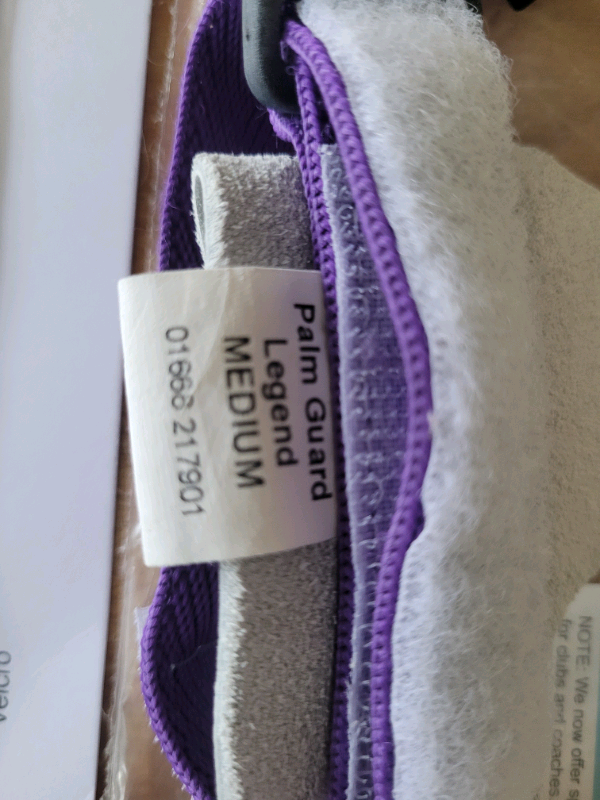 Palm Guard
Legend
MEDIUM
01668 217901
NOTE: We now offer
for clubs and coaches